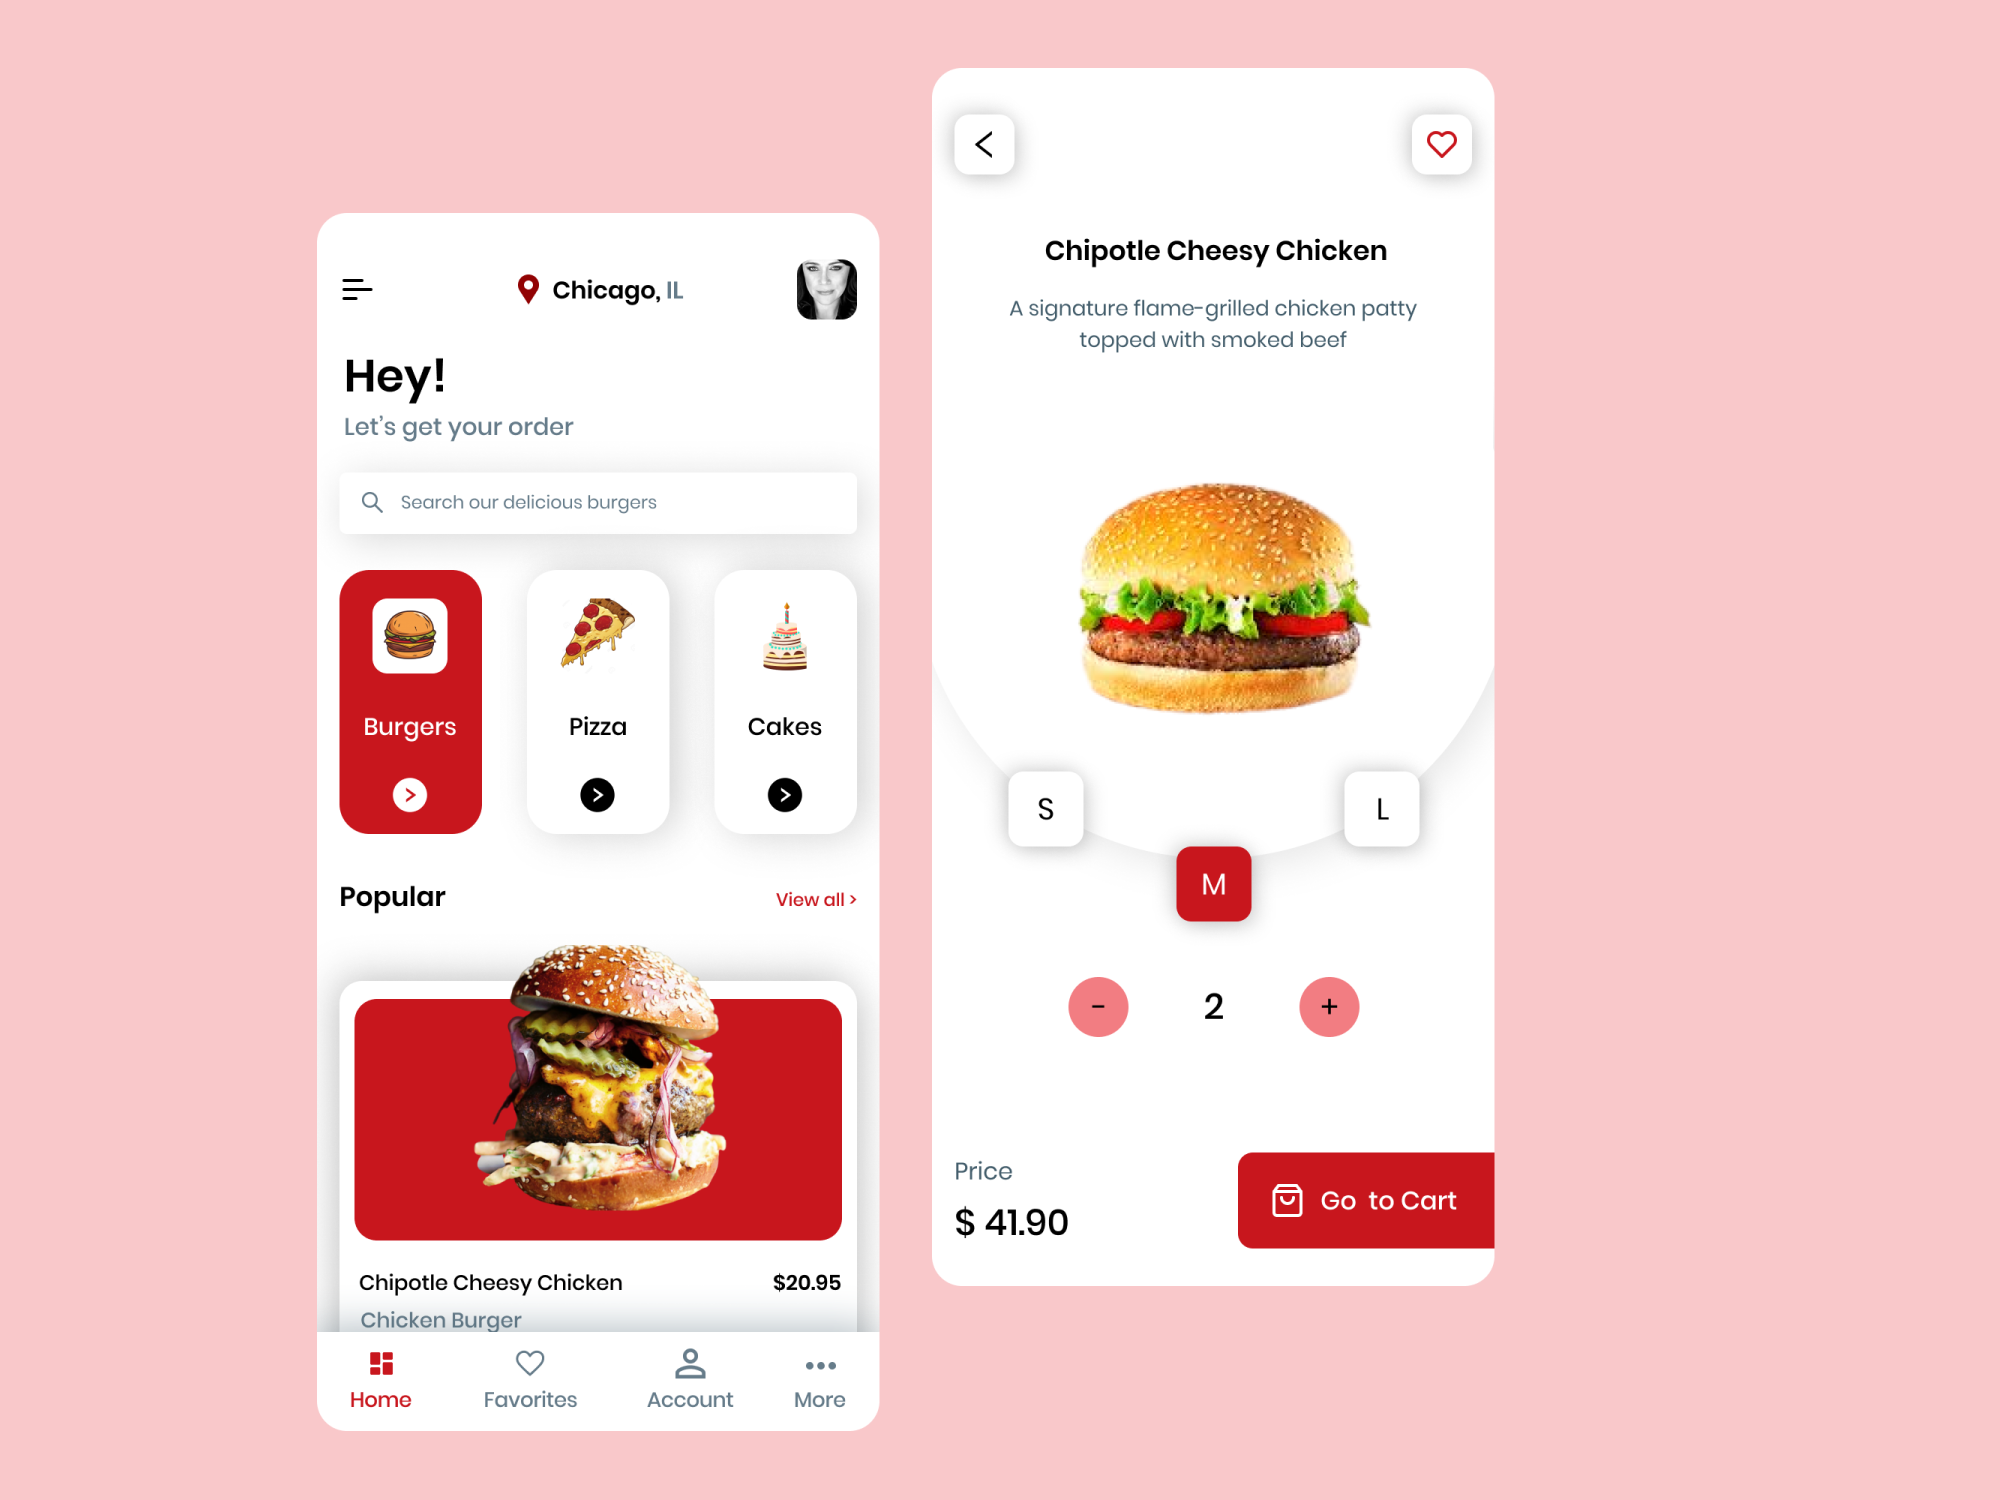 Chicago, IL
Hey!
Let's get your order
Search our delicious burgers
Burgers
Pizza
Cakes
Popular
View all >
Chipotle Cheesy Chicken
$20.95
Chicken Burger
Home
Favorites
Account
More
Chipotle Cheesy Chicken
A signature flame-grilled chicken patty
topped with smoked beef
S
L
M
-
2
+
Price
$ 41.90
Go to Cart